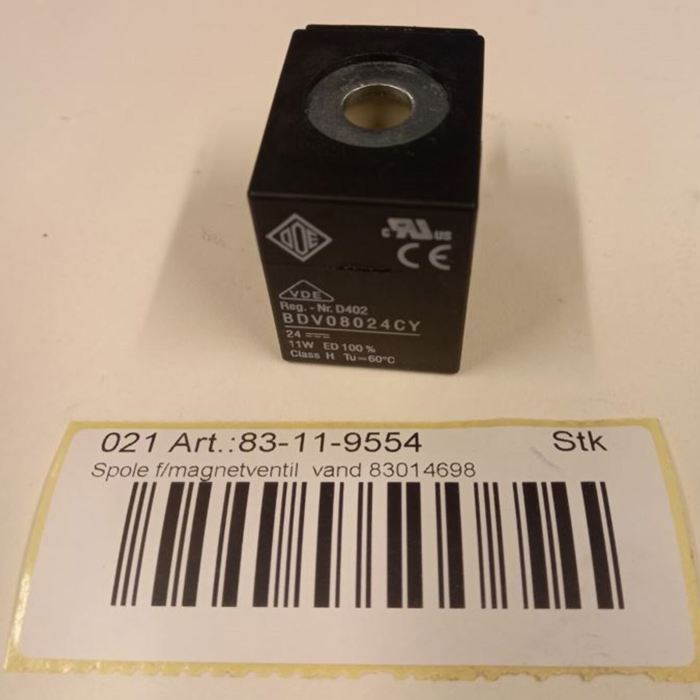 ODE
c RU us
CE
VDE
Reg. - Nr. D402
BDV08024CY
24
11W ED 100 %
Class H Tu=60°C
021 Art.:83-11-9554 Stk
Spole f/magnetventil vand 83014698